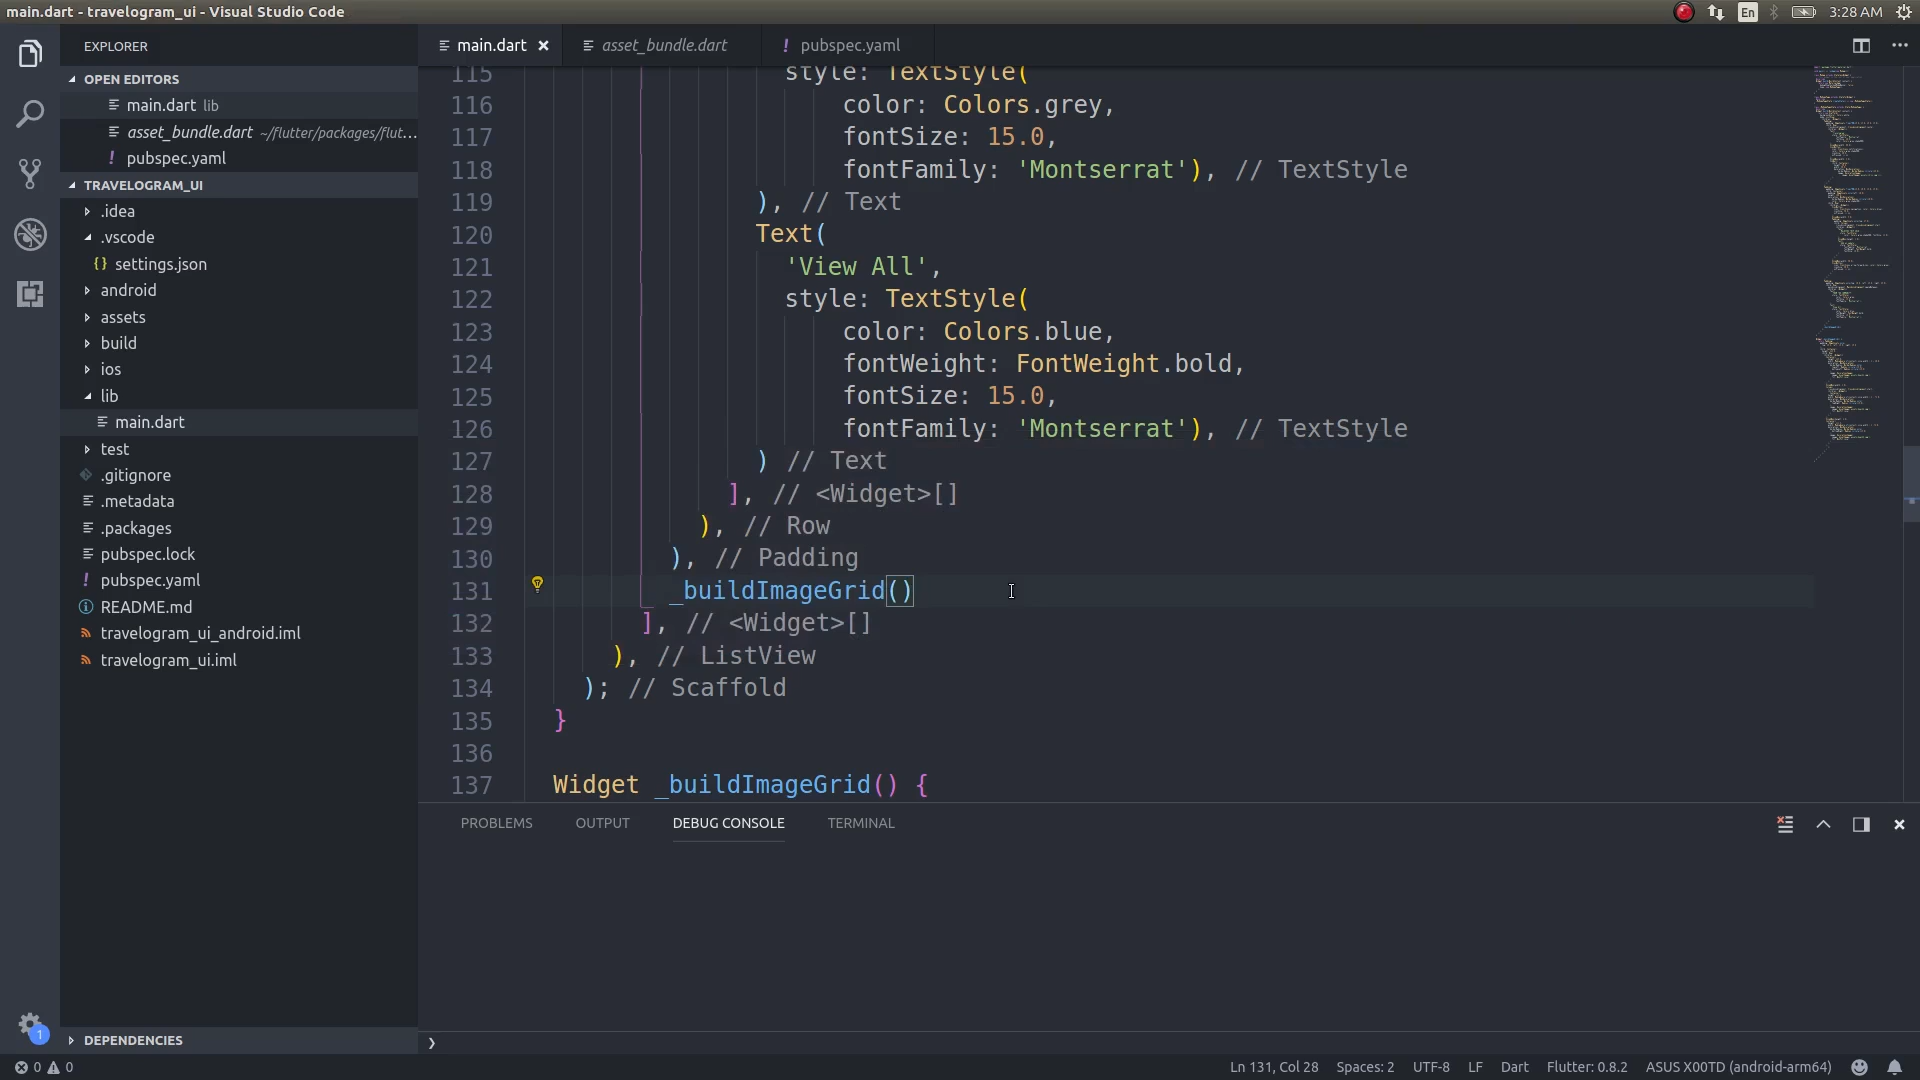 main.dart - travelogram_ui - Visual Studio Code
En
3:28 AM
EXPLORER
OPEN EDITORS
main.dart lib
asset_bundle.dart ~/flutter/packages/flut...
! pubspec.yaml
TRAVELOGRAM_UI
.idea
.vscode
{} settings.json
android
assets
build
ios
lib
main.dart
test
.gitignore
.metadata
.packages
pubspec.lock
! pubspec.yaml
README.md
travelogram_ui_android.iml
travelogram_ui.iml
DEPENDENCIES
1
main.dart ×
asset_bundle.dart
! pubspec.yaml
115 style: TextStyle(
116 color: Colors.grey,
117 fontSize: 15.0,
118 fontFamily: 'Montserrat'), // TextStyle
119 ), // Text
120 Text(
121 'View All',
122 style: TextStyle(
123 color: Colors.blue,
124 fontWeight: FontWeight.bold,
125 fontSize: 15.0,
126 fontFamily: 'Montserrat'), // TextStyle
127 ) // Text
128 ], // <Widget>[]
129 ), // Row
130 ), // Padding
131 _buildImageGrid()
132 ], // <Widget>[]
133 ), // ListView
134 ); // Scaffold
135 }
136
137 Widget _buildImageGrid() {
PROBLEMS OUTPUT DEBUG CONSOLE TERMINAL
0 0
Ln 131, Col 28 Spaces: 2 UTF-8 LF Dart Flutter: 0.8.2 ASUS X00TD (android-arm64)